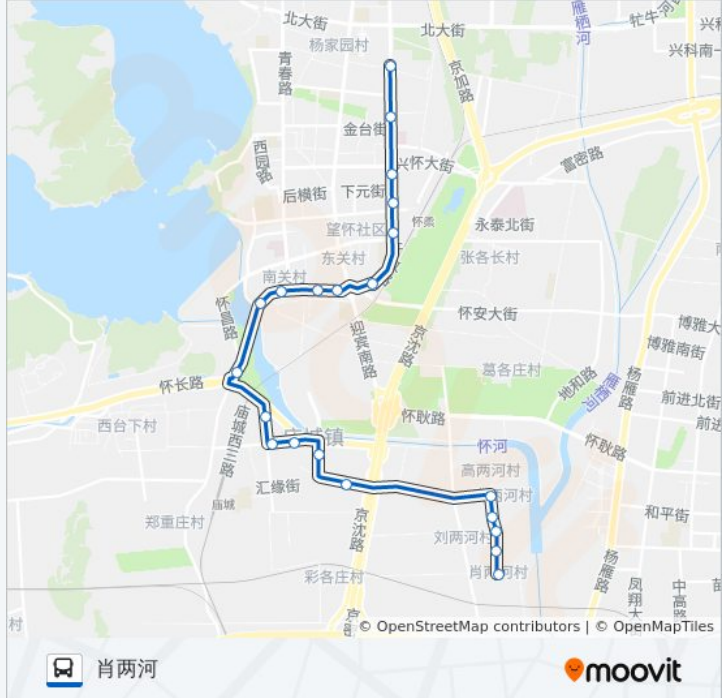 北大街
北大街
雁栖河
牤牛河
兴科
兴科南一
杨家园村
青春路
京加路
金台街
西园路
兴怀大街
富密路
后横街
下元街
望怀社区
怀柔
永泰北街
东关村
张各长村
南关村
怀昌路
迎宾南路
京沈路
怀安大街
博雅大
博雅南街
墓各庄村
地和路
雁栖河
杨雁路
怀长路
前进北街
前进
西台下村
庙城西三路
庙城镇
怀耿路
怀河
怀耿路
高两河村
汇缘街
庙城
郑重庄村
京沈路
和平街
刘两河村
肖两河村
彩各庄村
杨雁路
凤翔大
中高路
村
© OpenStreetMap contributors | © OpenMapTiles
肖两河
moovit